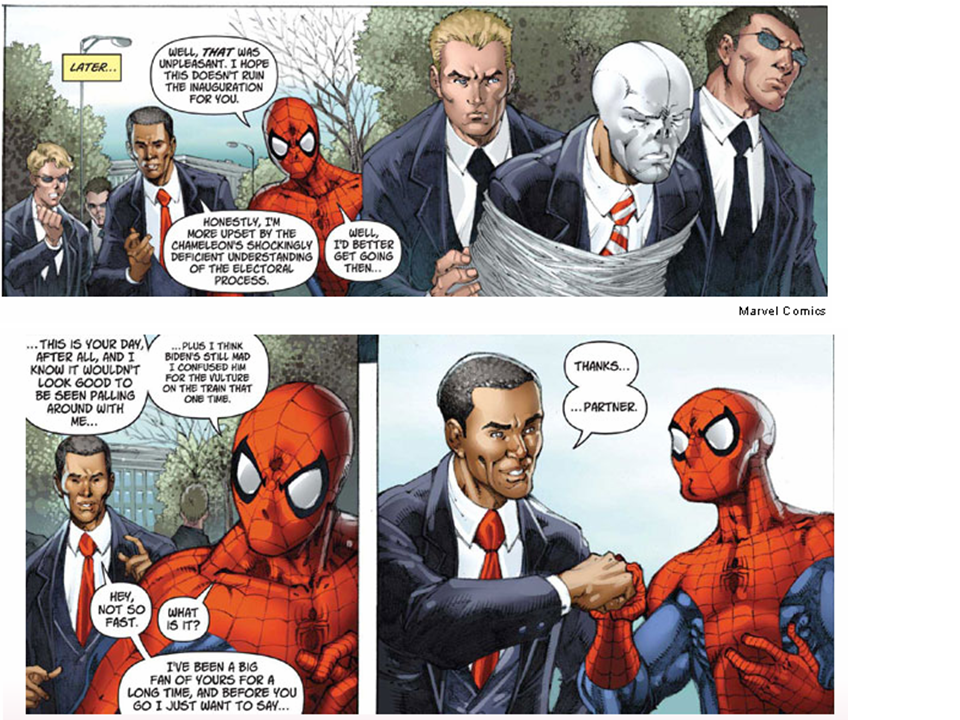 LATER...
WELL, THAT WAS
UNPLEASANT. I HOPE
THIS DOESN'T RUIN
THE INAUGURATION
FOR YOU.
HONESTLY, I'M
MORE UPSET BY THE
CHAMELEON'S SHOCKINGLY
DEFICIENT UNDERSTANDING
OF THE ELECTORAL
PROCESS.
WELL,
I'D BETTER
GET GOING
THEN...
Marvel Comics
...THIS IS YOUR DAY,
AFTER ALL, AND I
KNOW IT WOULDN'T
LOOK GOOD TO
BE SEEN PALLING
AROUND WITH
ME...
...PLUS I THINK
BIDEN'S STILL MAD
I CONFUSED HIM
FOR THE VULTURE
ON THE TRAIN THAT
ONE TIME.
HEY,
NOT SO
FAST.
WHAT
IS IT?
I'VE BEEN A BIG
FAN OF YOURS FOR A
LONG TIME, AND BEFORE YOU
GO I JUST WANT TO SAY...
THANKS...
...PARTNER.